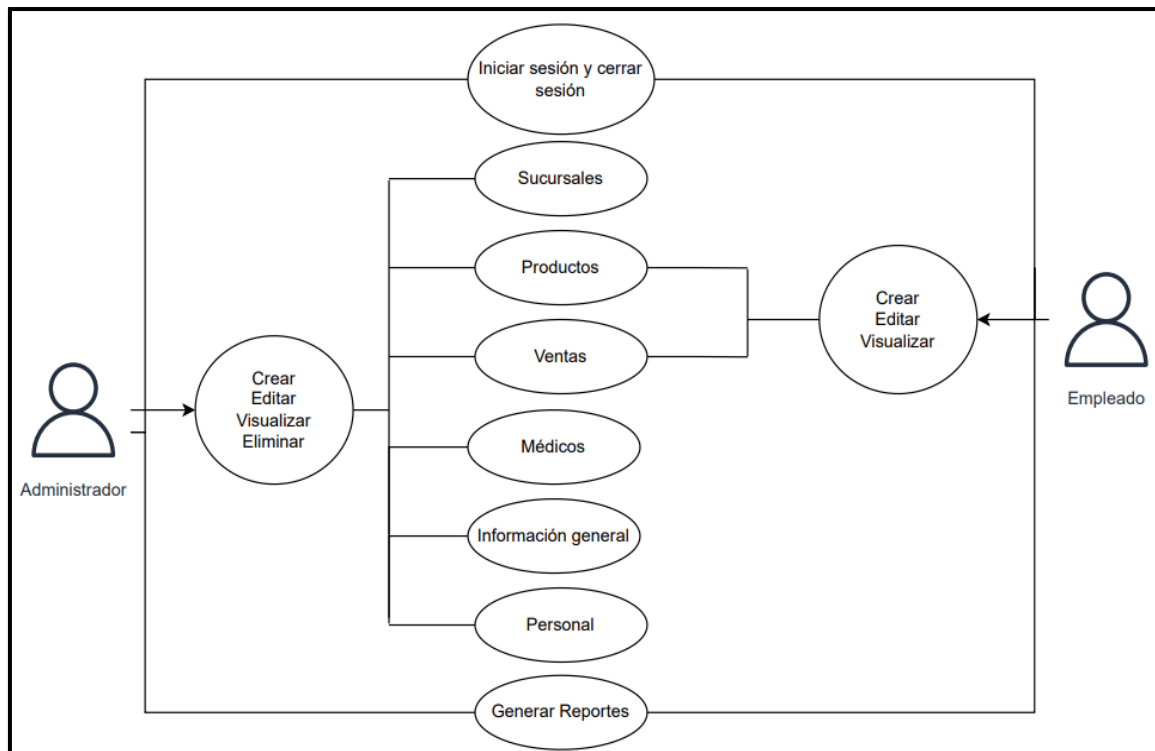 Iniciar sesión y cerrar
sesión
Sucursales
Productos
Ventas
Médicos
Información general
Personal
Generar Reportes
Crear
Editar
Visualizar
Eliminar
Administrador
Crear
Editar
Visualizar
Empleado